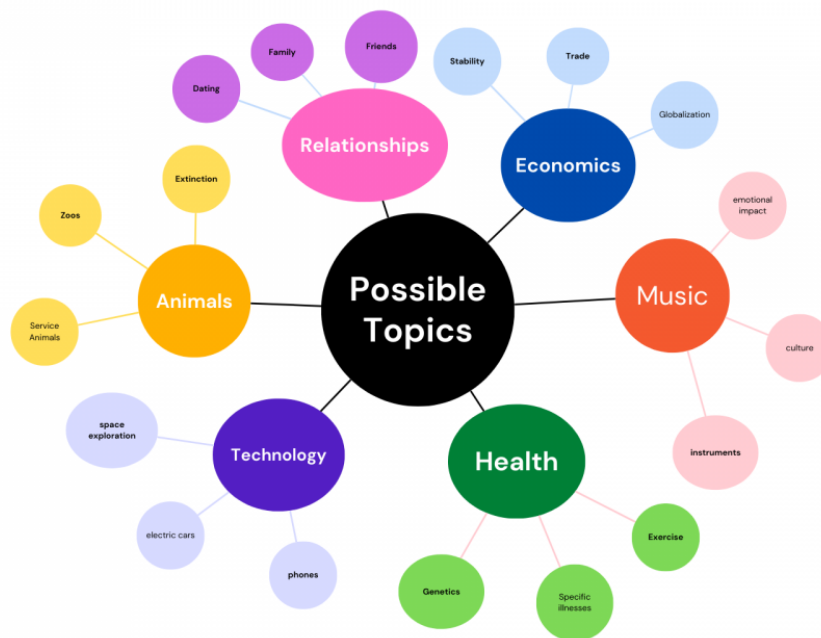 Possible
Topics
Relationships
Dating
Family
Friends
Economics
Stability
Trade
Globalization
Music
emotional
impact
culture
instruments
Health
Exercise
Specific
illnesses
Genetics
Technology
phones
electric cars
space
exploration
Animals
Service
Animals
Zoos
Extinction